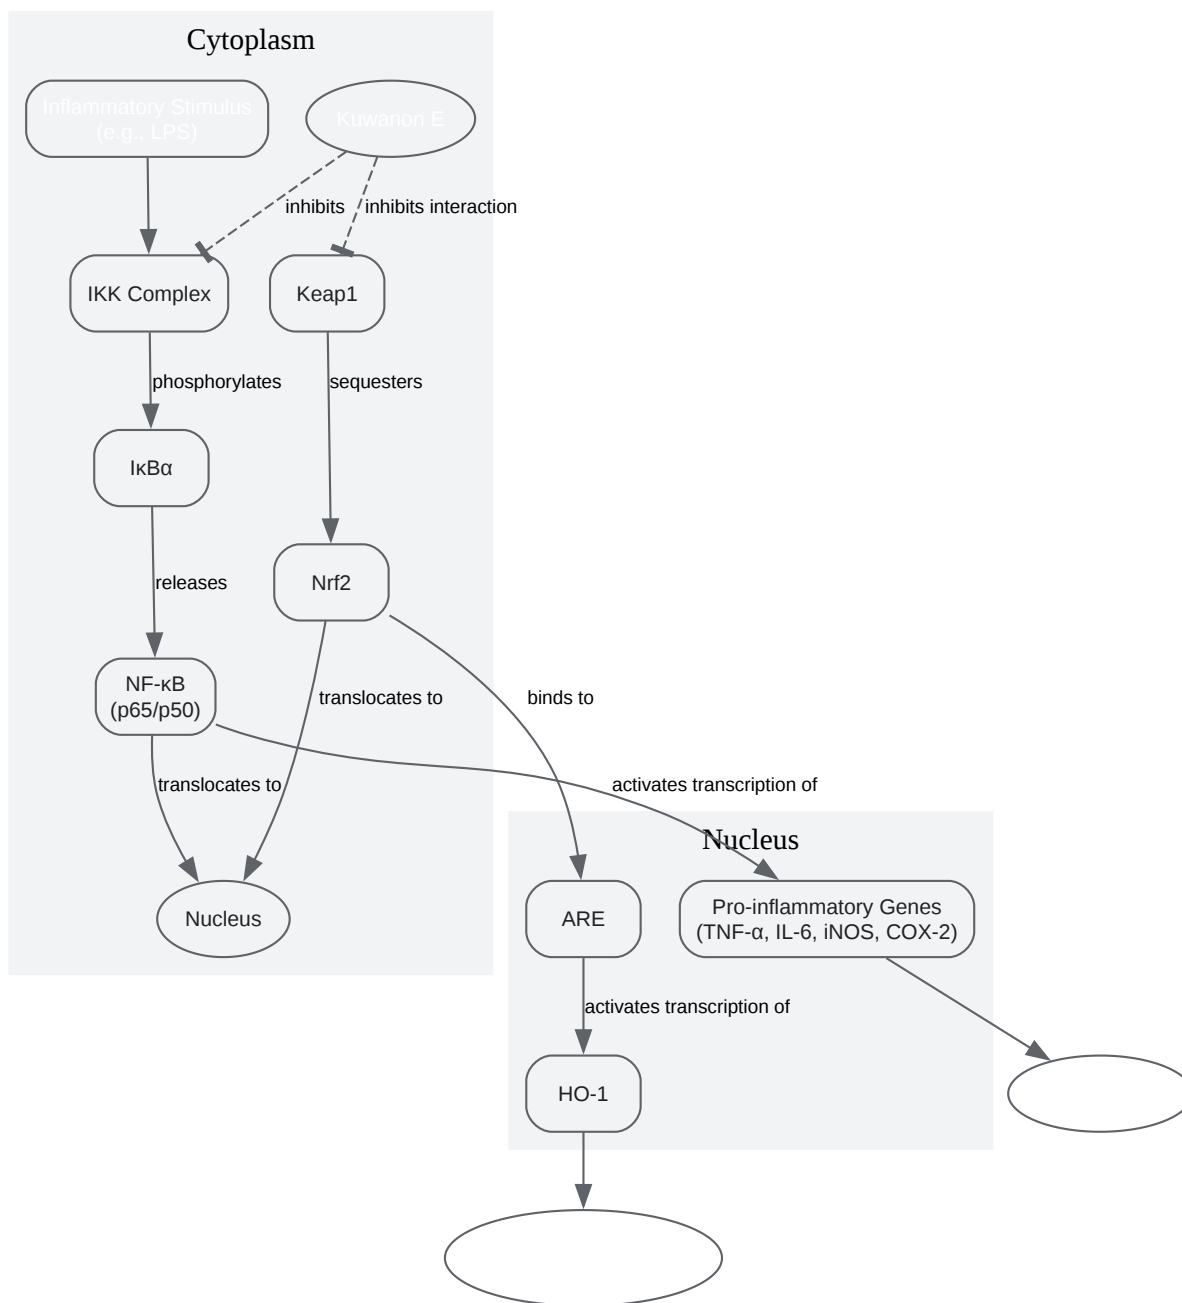 Cytoplasm
Inflammatory Stimulus
(e.g., LPS)
Kuwanon E
inhibits
inhibits interaction
IKK Complex
Keap1
phosphorylates
sequesters
IκBα
Nrf2
releases
NF-κB
(p65/p50)
translocates to
binds to
translocates to
activates transcription of
Nucleus
Nucleus
ARE
Pro-inflammatory Genes
(TNF-α, IL-6, iNOS, COX-2)
activates transcription of
HO-1